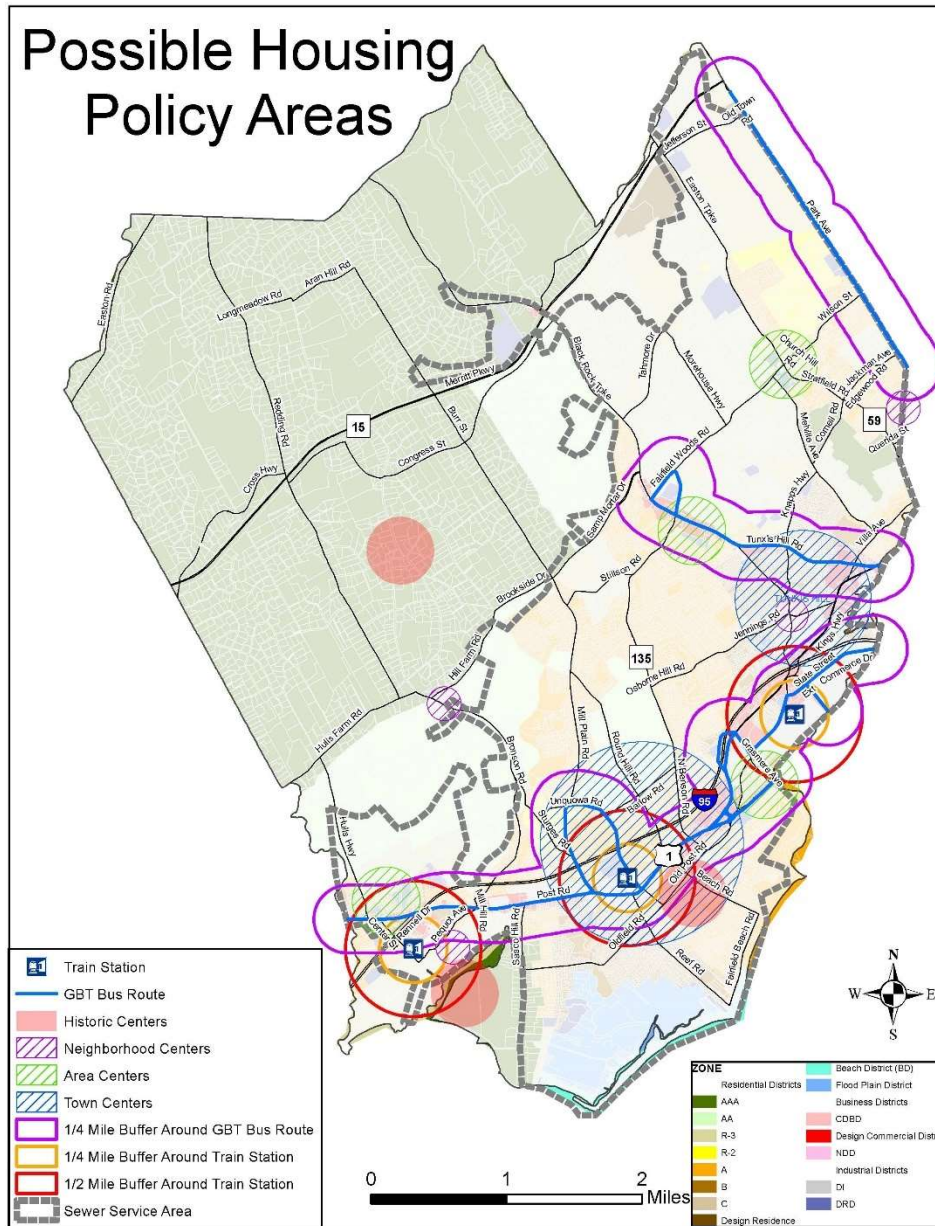 Possible Housing
Policy Areas
Old Town
Rd
Jefferson St
Easton Tpke
Park Ave
Aran Hill Rd
Longmeadow Rd
Easton Rd
Wilson St
Church Hill
Rd
Tahmore Dr
Morehouse Hwy
Black Rock Tpke
Merritt Pkwy
Stratfield Rd
Jackman Ave
Edgewood Rd
Cornell Rd
Melville Ave
59
Quenda St
15
Redding Rd
Burr St
Congress St
Cross Hwy
Fairfield Woods Rd
Knapps Hwy
Samp Mortar Dr
Villa Ave
Tunxis Hill Rd
Stillson Rd
Brookside Dr
Jennings Rd
Kings Hwy
135
State Street
Ext
Commerce Dr
Hill Farm Rd
Osborne Hill Rd
Hulls Farm Rd
Mill Plain Rd
Round Hill Rd
Bronson Rd
N Benson Rd
Grasmere Ave
95
Barlow Rd
Unquowa Rd
Sturges Rd
Hulls Hwy
1
Old Post Rd
Beach Rd
Post Rd
Center
St
Rennell Dr
Pequot Ave
Mill Hill Rd
Sasco Hill Rd
Oldfield Rd
Reef Rd
Fairfield Beach Rd
N
W
E
S
Train Station
GBT Bus Route
Historic Centers
Neighborhood Centers
Area Centers
Town Centers
1/4 Mile Buffer Around GBT Bus Route
1/4 Mile Buffer Around Train Station
1/2 Mile Buffer Around Train Station
Sewer Service Area
0
1
2
Miles
ZONE
Residential Districts
AAA
AA
R-3
R-2
A
B
C
Design Residence
Beach District (BD)
Flood Plain District
Business Districts
CDBD
Design Commercial Distr
NDD
Industrial Districts
DI
DRD